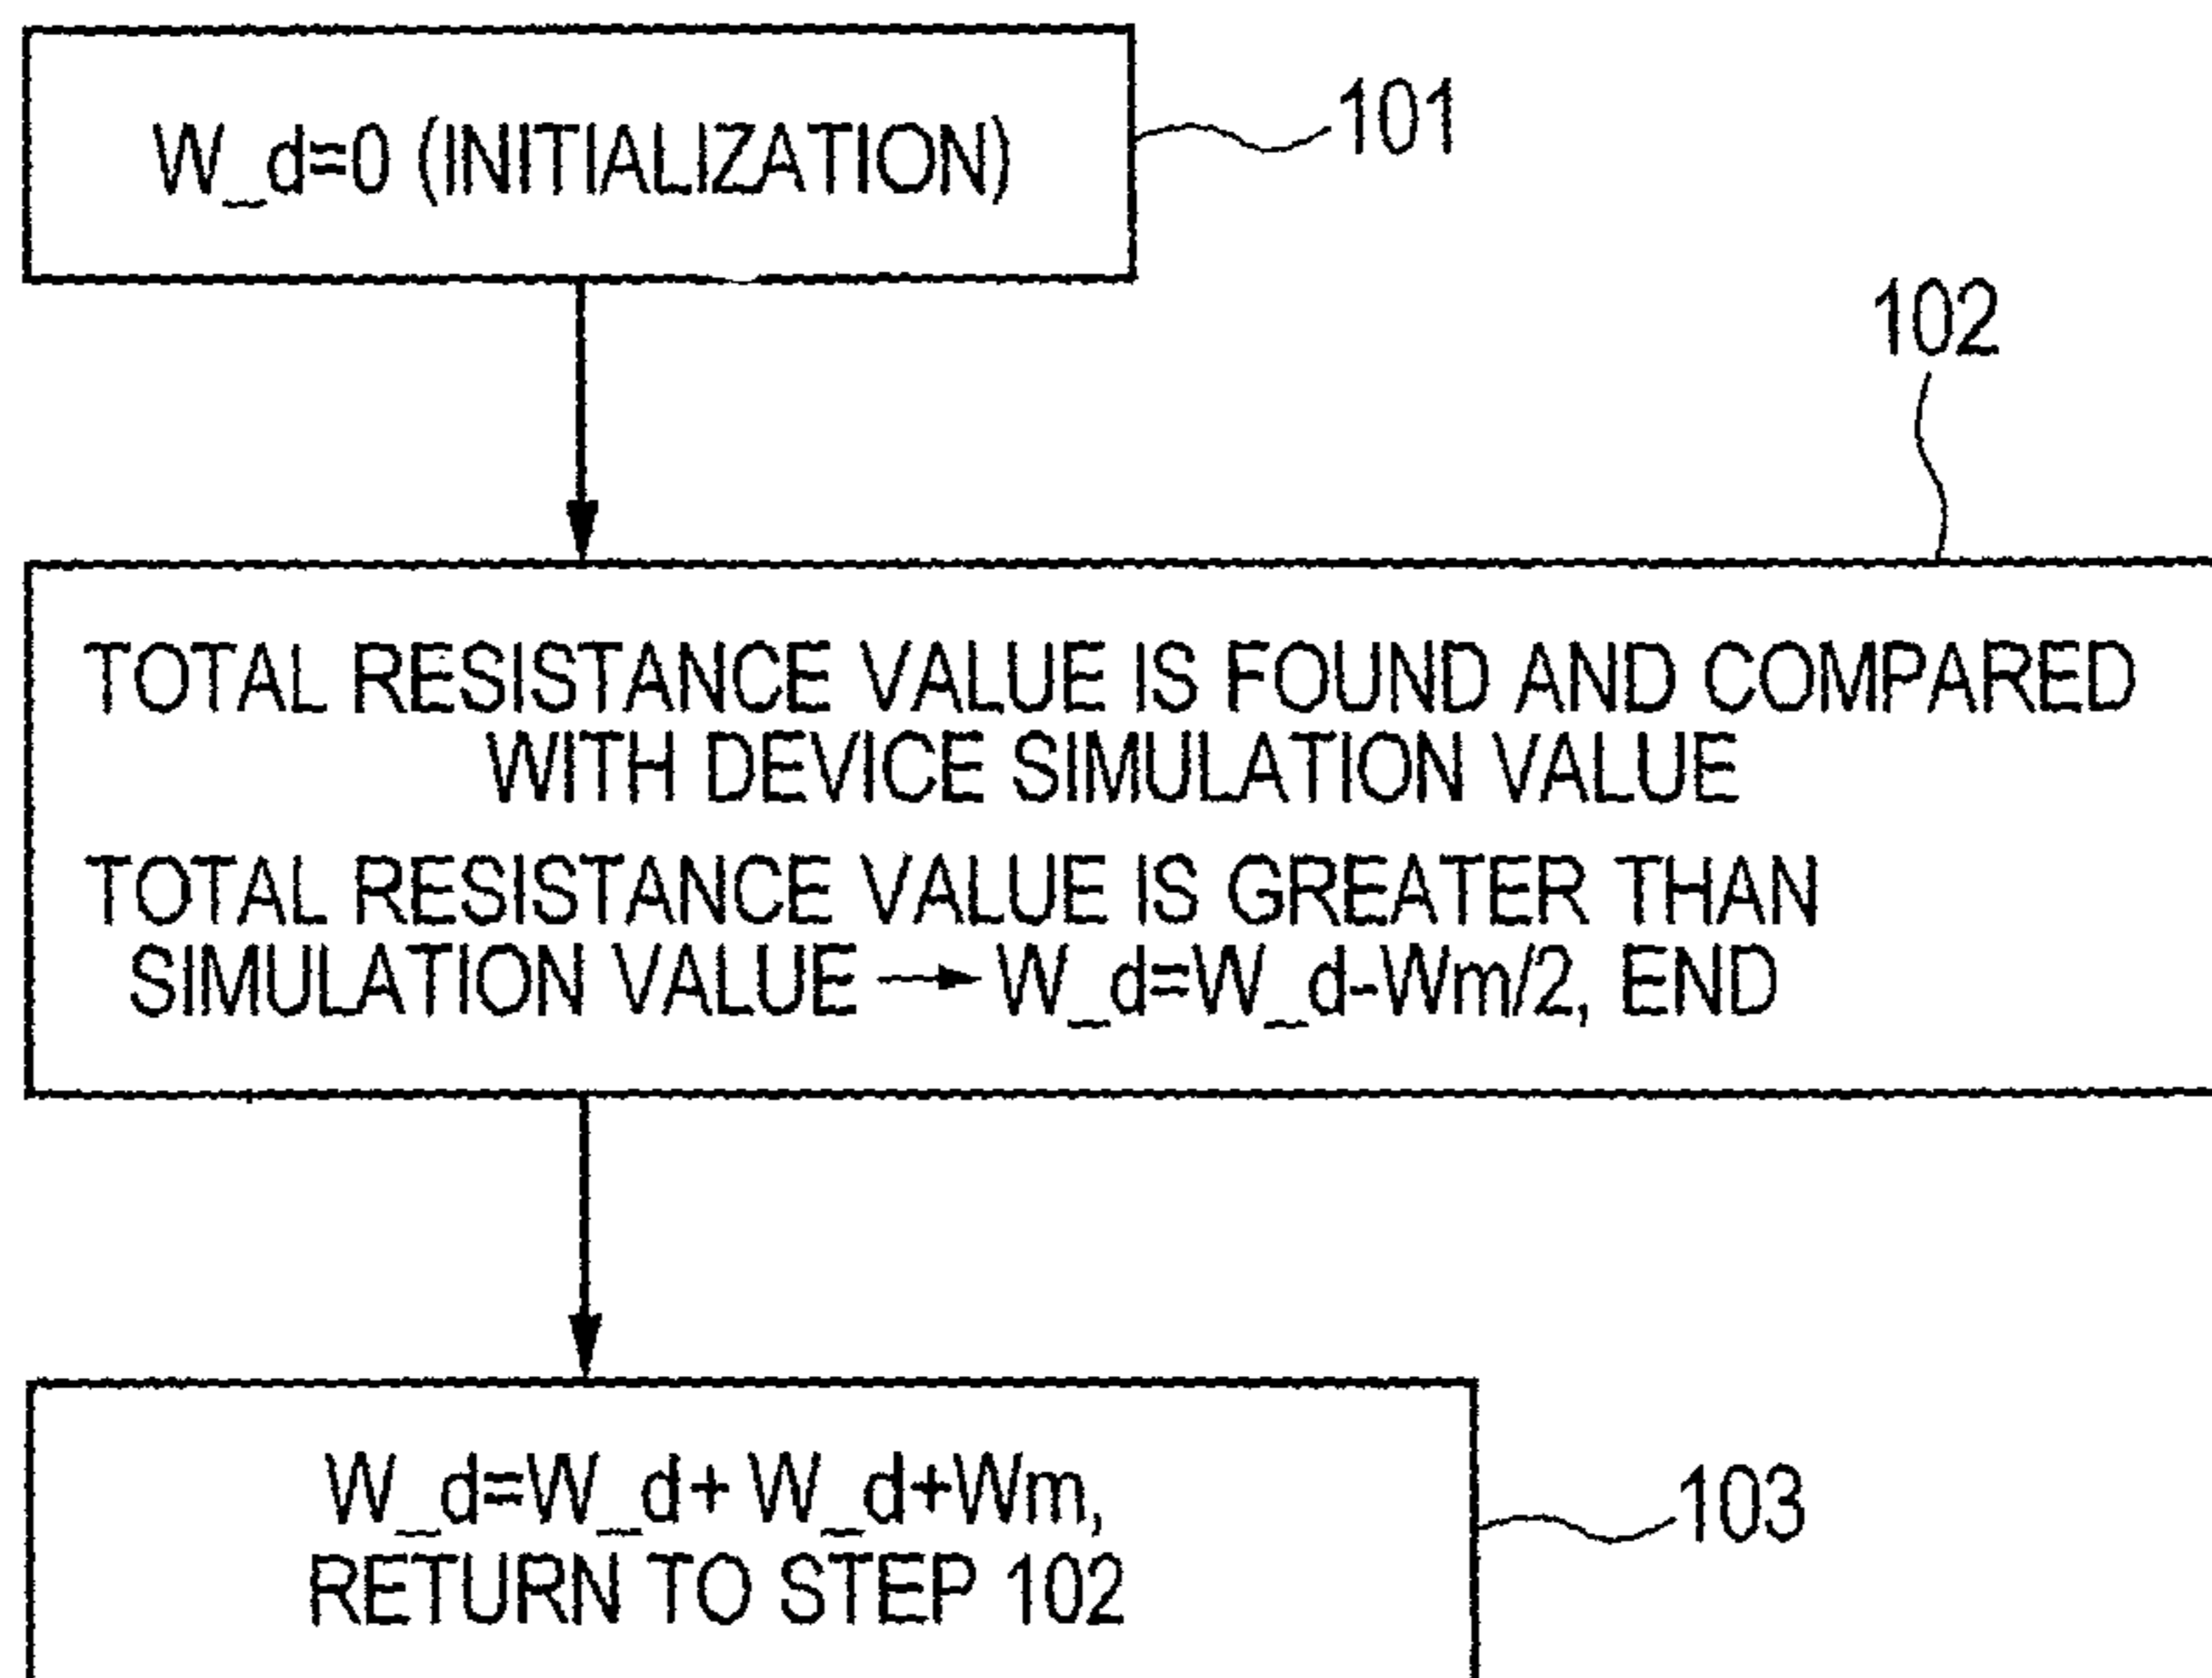 W_d=0 (INITIALIZATION)
101
102
TOTAL RESISTANCE VALUE IS FOUND AND COMPARED
WITH DEVICE SIMULATION VALUE
TOTAL RESISTANCE VALUE IS GREATER THAN
SIMULATION VALUE → W_d=W_d-Wm/2, END
W_d=W_d+ W_d+Wm,
RETURN TO STEP 102
103